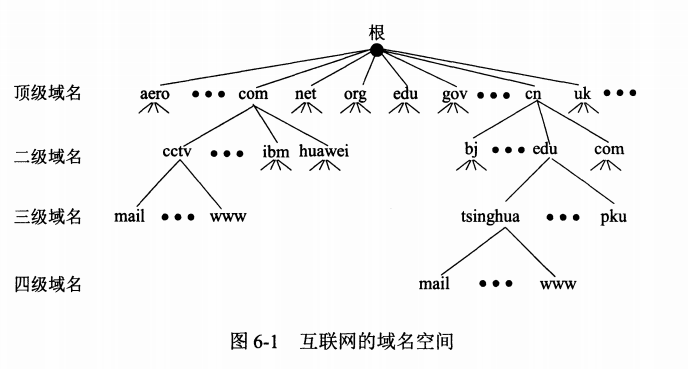 根
顶级域名 aero ••• com net org edu gov ••• cn uk •••
二级域名 cctv ••• ibm huawei bj ••• edu com
三级域名 mail ••• www tsinghua ••• pku
四级域名 mail ••• www
图 6-1 互联网的域名空间